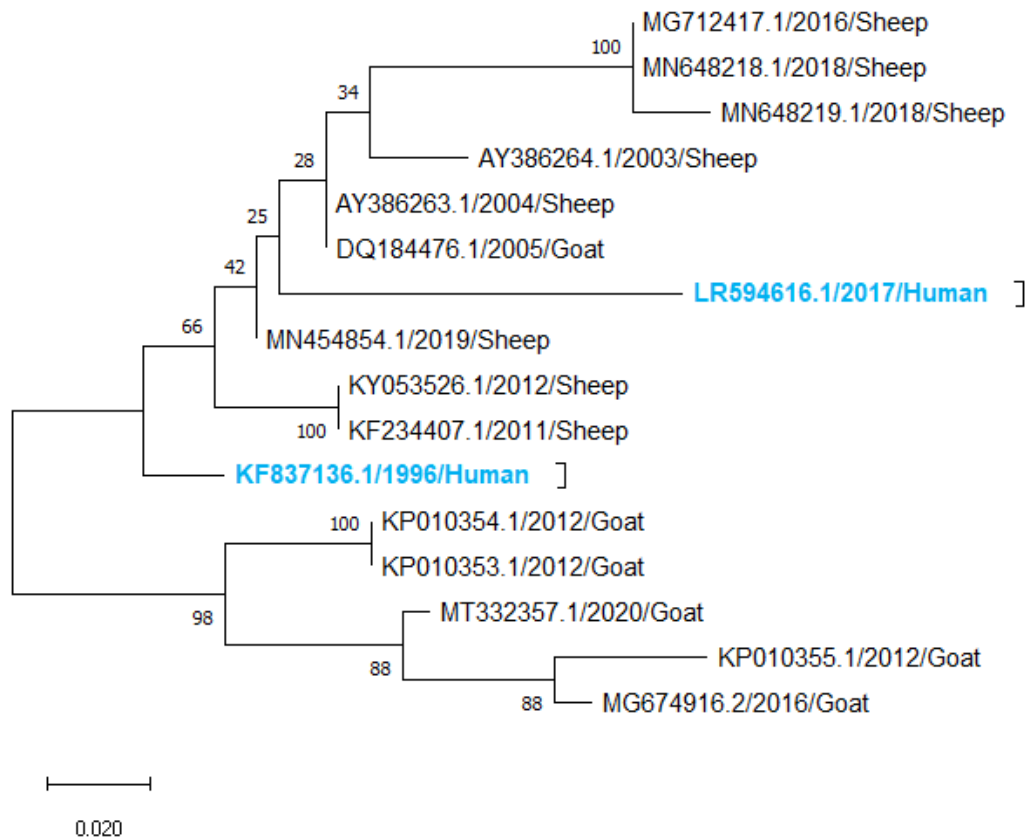 MG712417.1/2016/Sheep
100
MN648218.1/2018/Sheep
34
MN648219.1/2018/Sheep
28
AY386264.1/2003/Sheep
AY386263.1/2004/Sheep
25
DQ184476.1/2005/Goat
42
LR594616.1/2017/Human
66
MN454854.1/2019/Sheep
KY053526.1/2012/Sheep
100
KF234407.1/2011/Sheep
KF837136.1/1996/Human
100
KP010354.1/2012/Goat
KP010353.1/2012/Goat
98
MT332357.1/2020/Goat
88
KP010355.1/2012/Goat
88
MG674916.2/2016/Goat
0.020